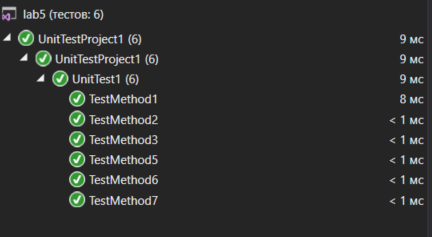 lab5 (тестов: 6)
UnitTestProject1 (6) 9 мс
UnitTestProject1 (6) 9 мс
UnitTest1 (6) 9 мс
TestMethod1 8 мс
TestMethod2 < 1 мс
TestMethod3 < 1 мс
TestMethod5 < 1 мс
TestMethod6 < 1 мс
TestMethod7 < 1 мс